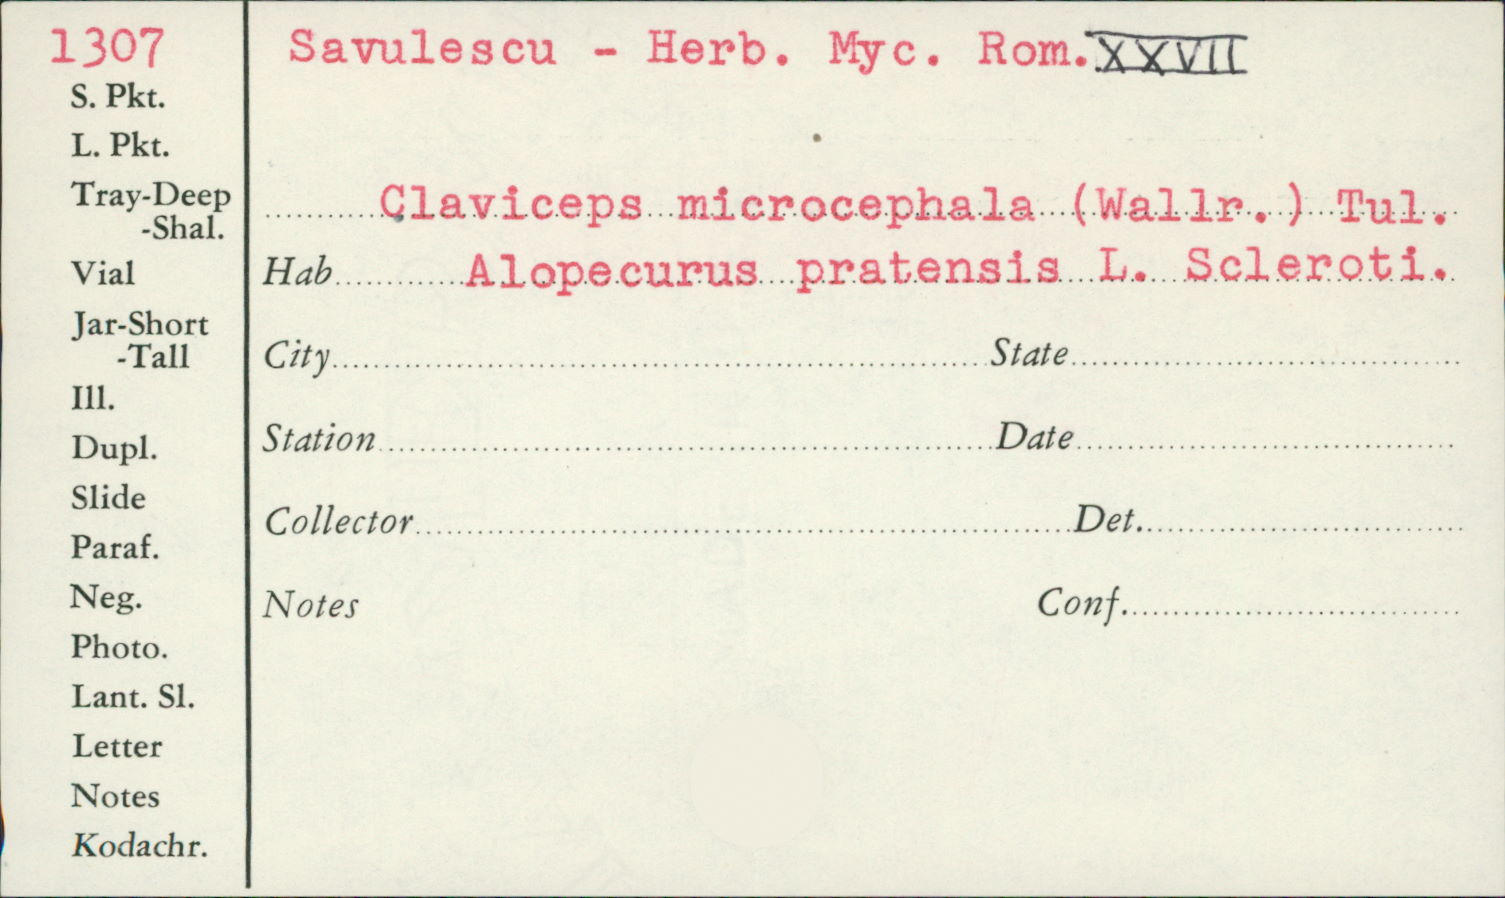 1307 Savulescu - Herb. Myc. Rom. XXVII
S. Pkt.
L. Pkt.
Tray-Deep
-Shal.
Claviceps microcephala (Wallr.) Tul.
Vial
Hab Alopecurus pratensis L. Scleroti.
Jar-Short
-Tall
City State
Ill.
Dupl.
Station Date
Slide
Collector Det.
Paraf.
Neg.
Notes Conf.
Photo.
Lant. Sl.
Letter
Notes
Kodachr.